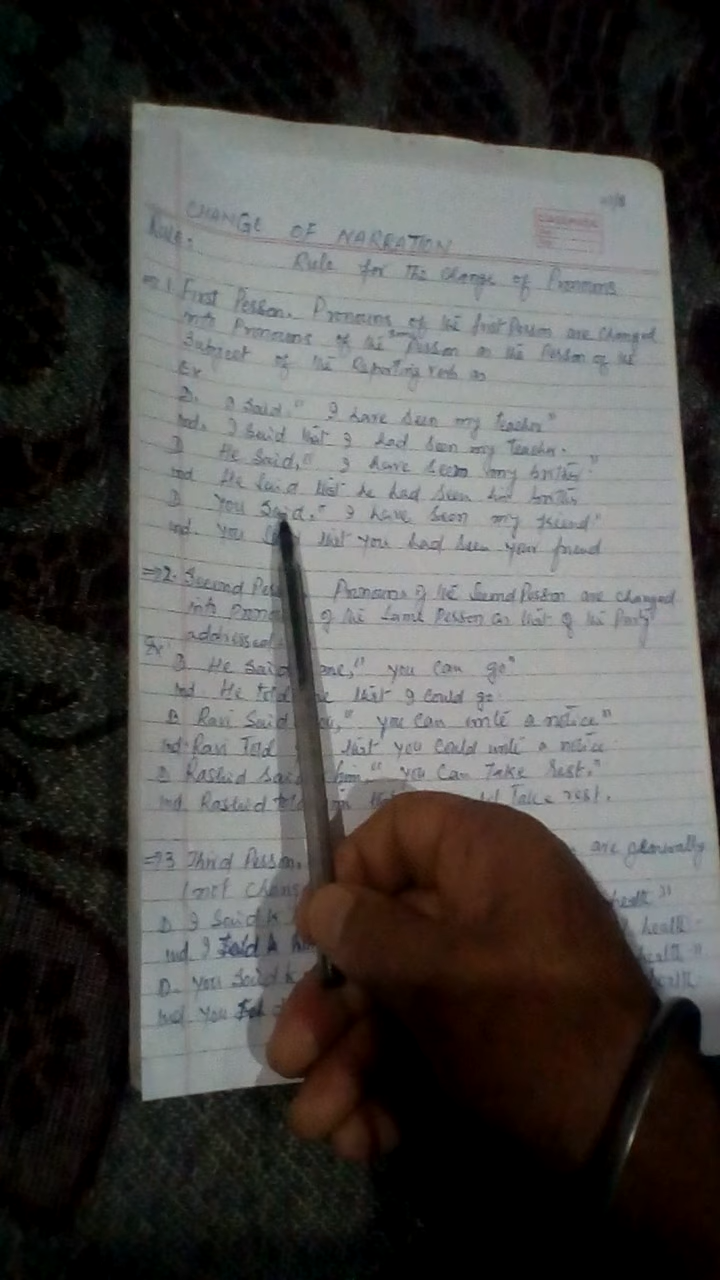 CHANGE OF NARRATION
Rule:
Rule for the change of Pronouns
⇒ 1 First Person. Pronouns of the first Person are changed
into Pronouns of the same Person as the Person of the
Subject of the Reporting verb as
Ex
D. I said," I have seen my teacher"
Ind. I said that I had seen my Teacher.
D He said," I have seen my brother"
Ind He said that he had seen his brother
D You said," I have seen my friend"
Ind. You that you had seen your friend
⇒ 2. Second Pronouns of the Second Person are changed
into of the same Person as that of the Party
addressed
Ex D. He said me," you can go"
Ind. He told me that I could go.
D Ravi Said you," you can write a notice"
Ind. Ravi Told that you could write a notice
D Rashid said him," you can Take rest."
Ind. Rashid told Take rest.
⇒ 3 Third Person. are generally
not
D I Said health"
Ind. I told health.
D. you said health"
Ind you health